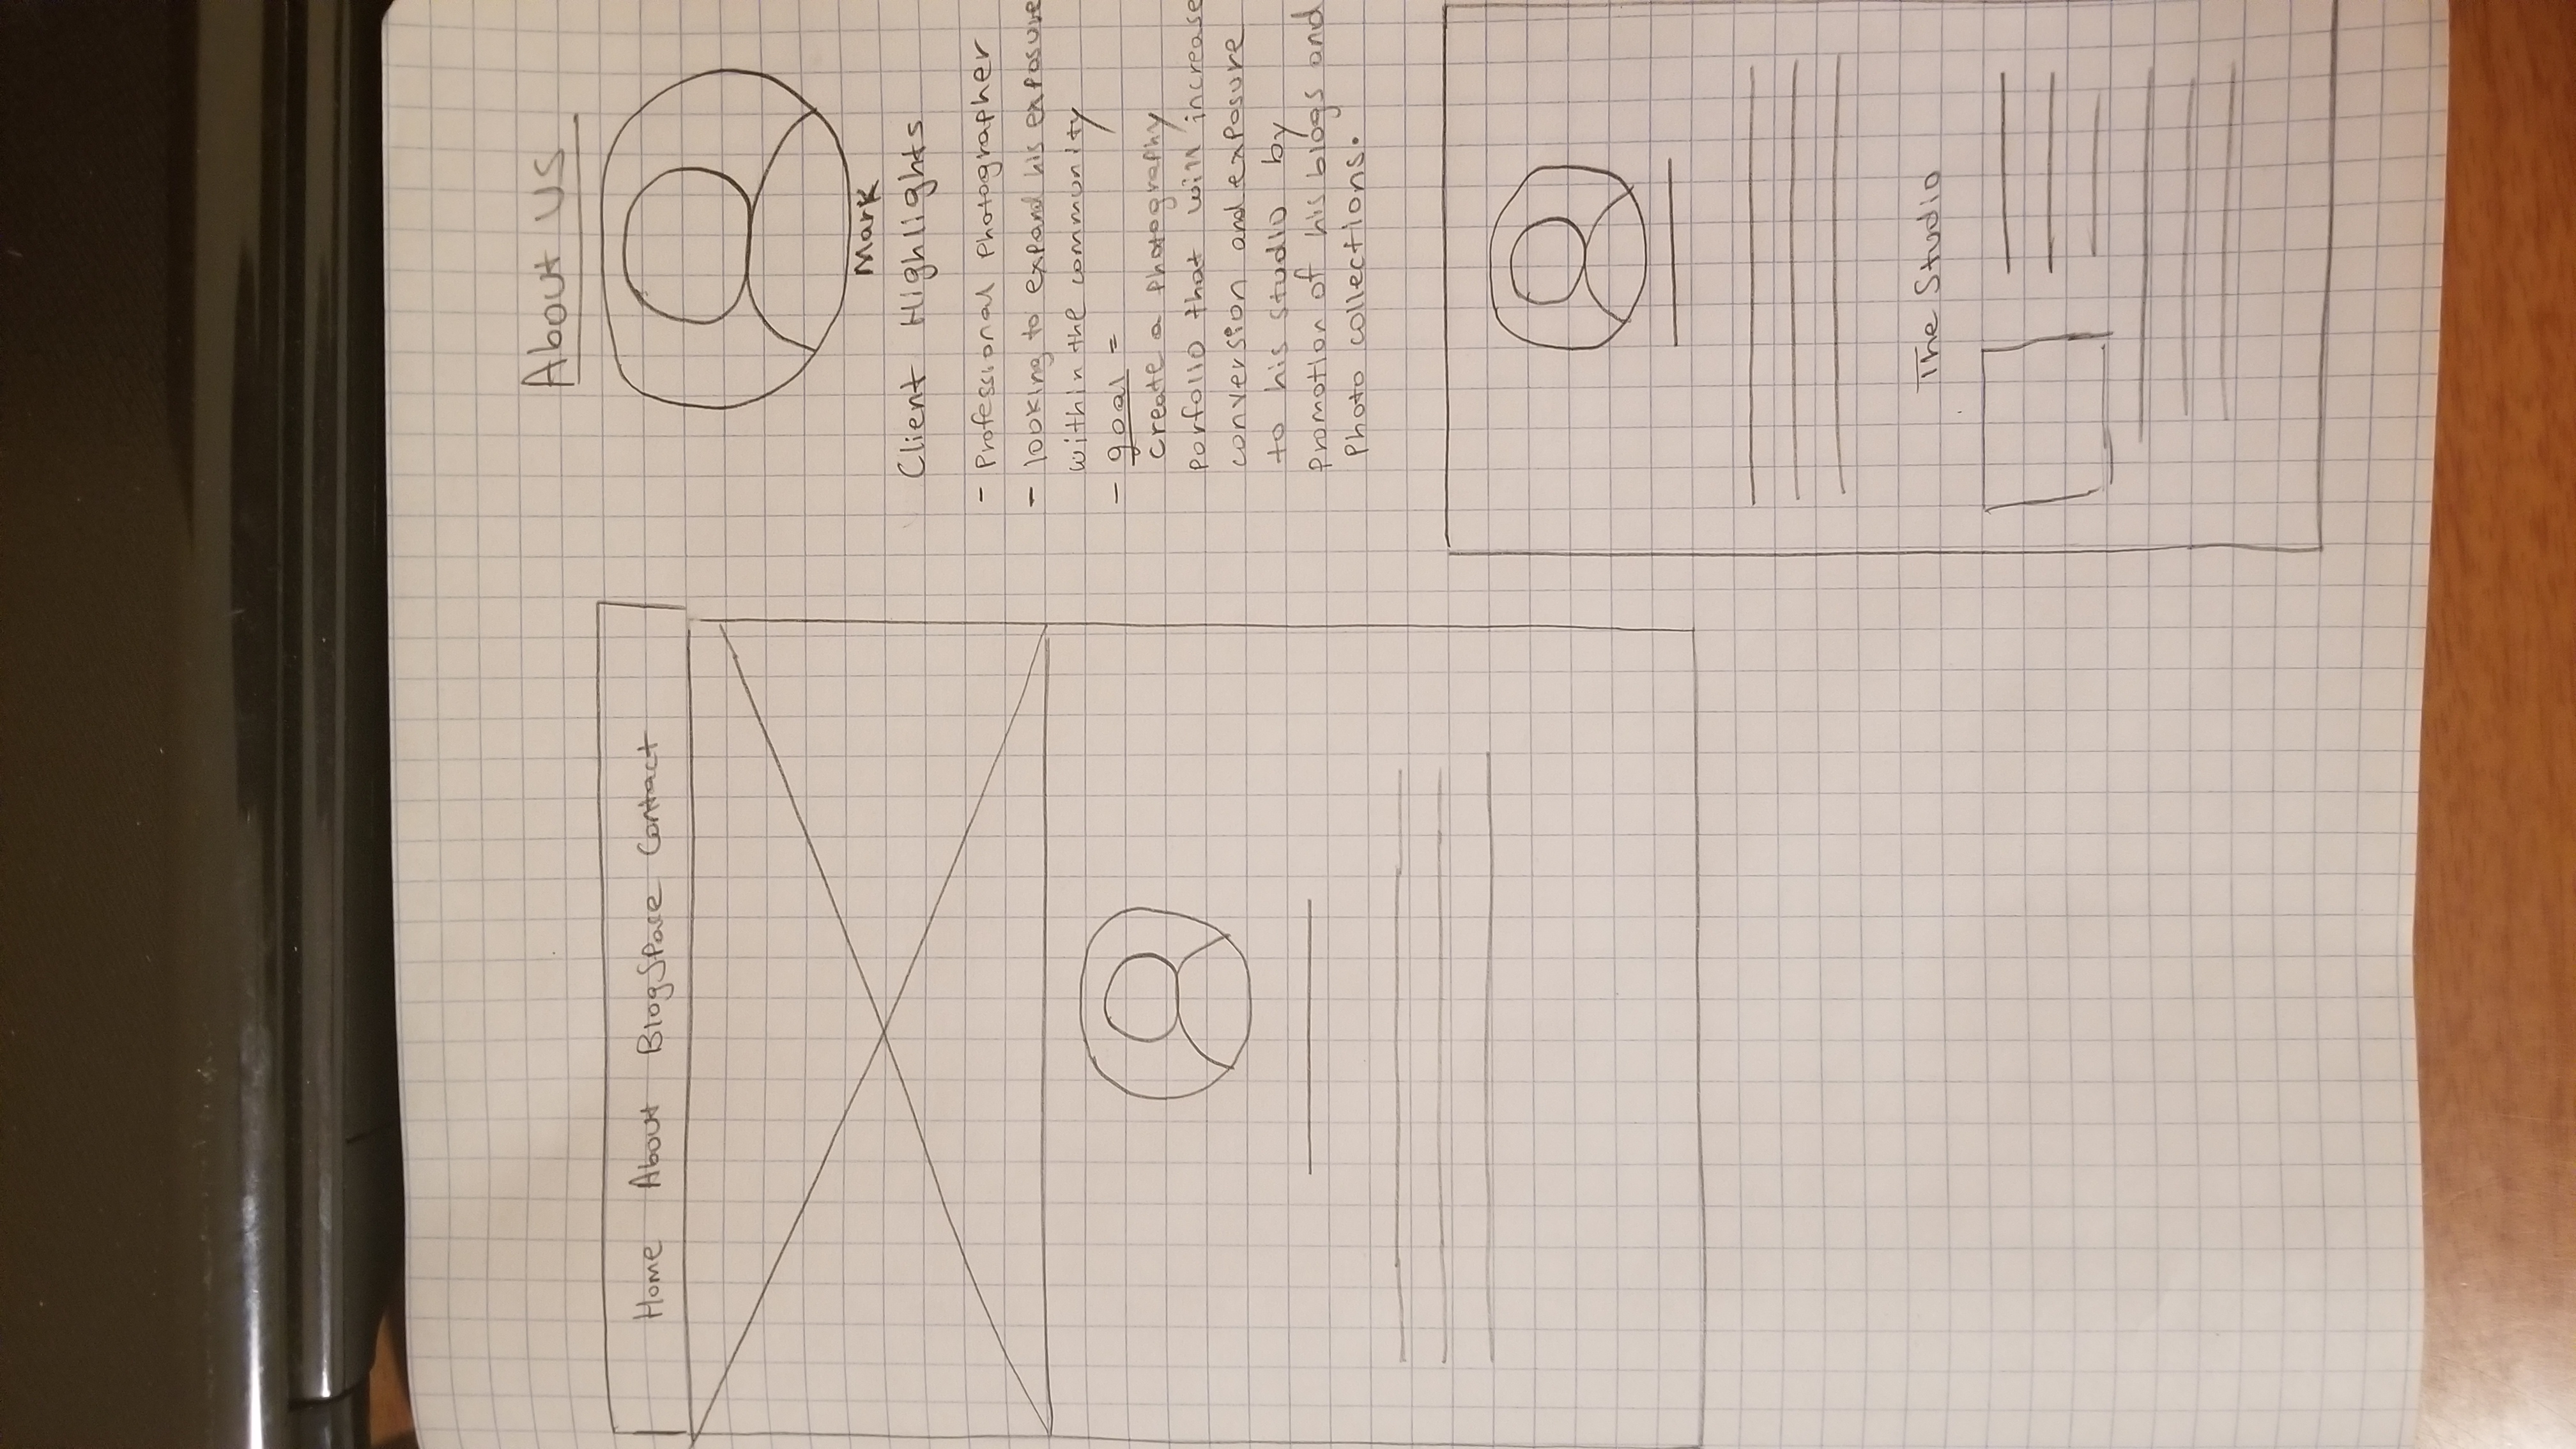 Home About BlogSpace Contact
About Us
Mark
Client Highlights
- Professional Photographer
- looking to expand his exposure
within the community
- goal =
create a photography
porfolio that will increase
conversion and exposure
to his studio by
promotion of his blogs and
Photo collections.
The Studio